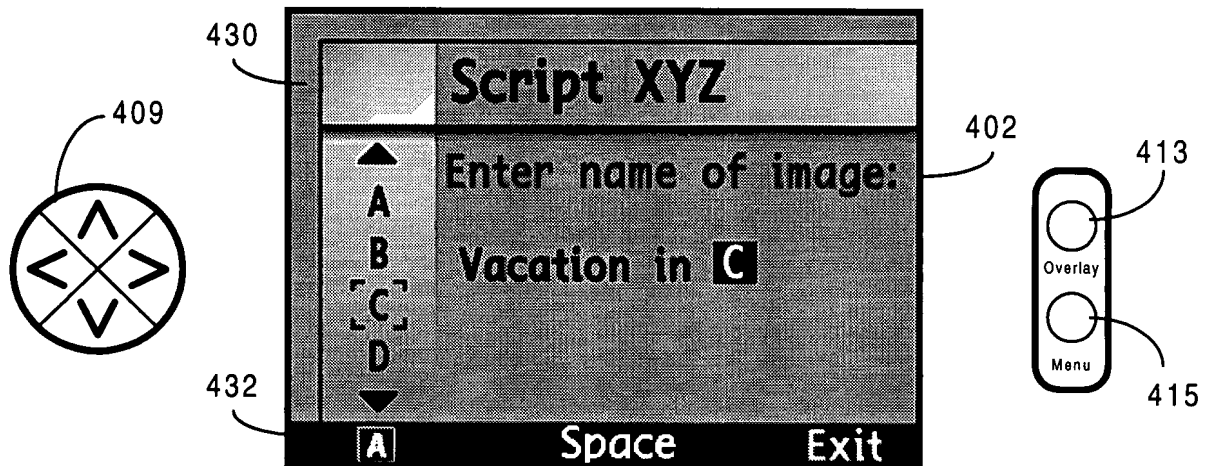 430
Script XYZ
409
402
413
Enter name of image:
A
B
Vacation in C
Overlay
C
D
Menu
432
415
A Space Exit